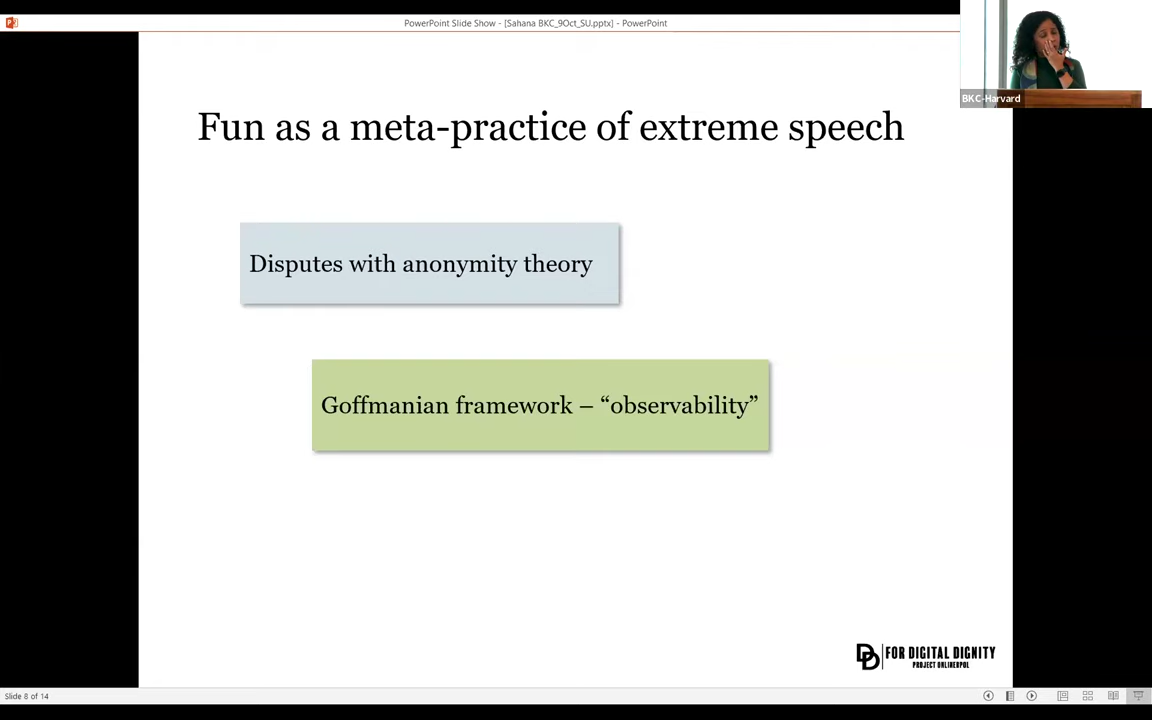 PowerPoint Slide Show - [Sahana BKC_9Oct_SU.pptx] - PowerPoint
BKC-Harvard
Fun as a meta-practice of extreme speech
Disputes with anonymity theory
Goffmanian framework – “observability”
DD FOR DIGITAL DIGNITY
PROJECT ONLINERPOL
Slide 8 of 14